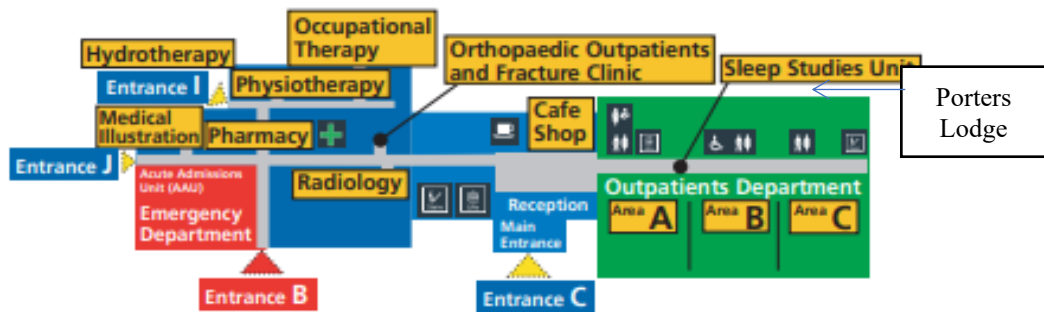 Occupational
Therapy
Hydrotherapy
Orthopaedic Outpatients
and Fracture Clinic
Sleep Studies Unit
Entrance I
Physiotherapy
Porters
Lodge
Medical
Illustration
Pharmacy
Cafe
Shop
Entrance J
Acute Admissions
Unit (AAU)
Radiology
Outpatients Department
Emergency
Department
Reception
Area A
Area B
Area C
Main
Entrance
Entrance B
Entrance C